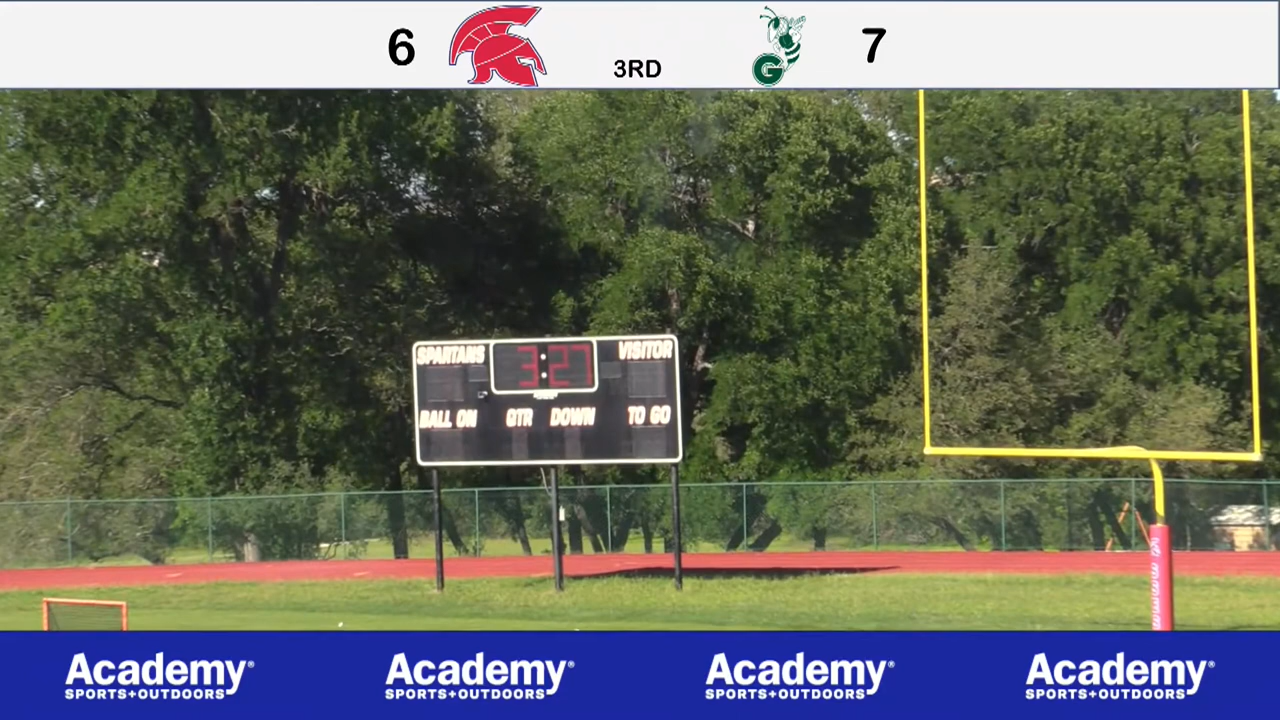 6 3RD G 7
SPARTANS 3:27 VISITOR
BALL ON QTR DOWN TO GO
Academy Academy Academy Academy
SPORTS+OUTDOORS SPORTS+OUTDOORS SPORTS+OUTDOORS SPORTS+OUTDOORS